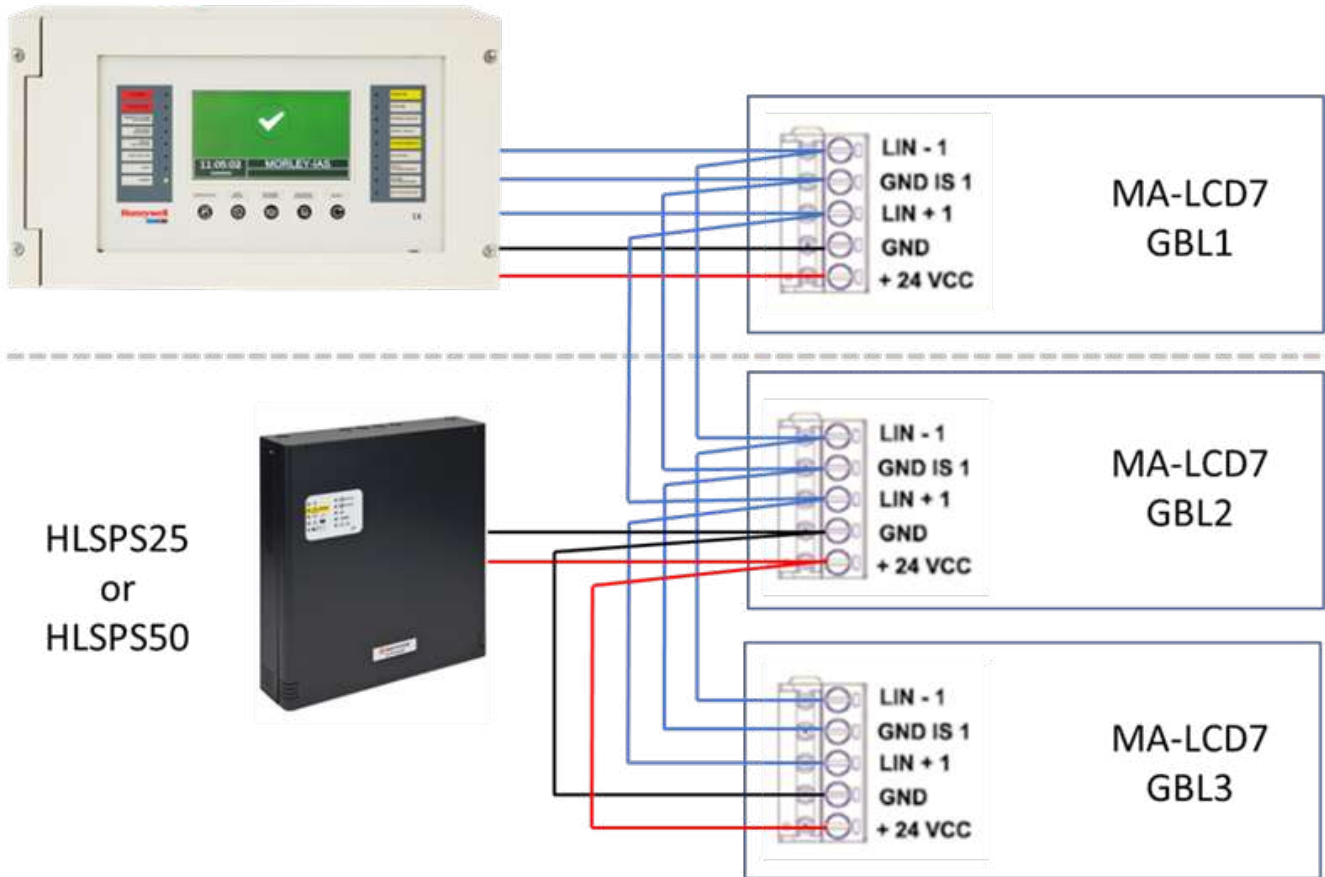 11:05:02
MORLEY-IAS
Honeywell
LIN - 1
GND IS 1
LIN + 1
GND
+ 24 VCC
MA-LCD7
GBL1
HLSPS25
or
HLSPS50
LIN - 1
GND IS 1
LIN + 1
GND
+ 24 VCC
MA-LCD7
GBL2
LIN - 1
GND IS 1
LIN + 1
GND
+ 24 VCC
MA-LCD7
GBL3